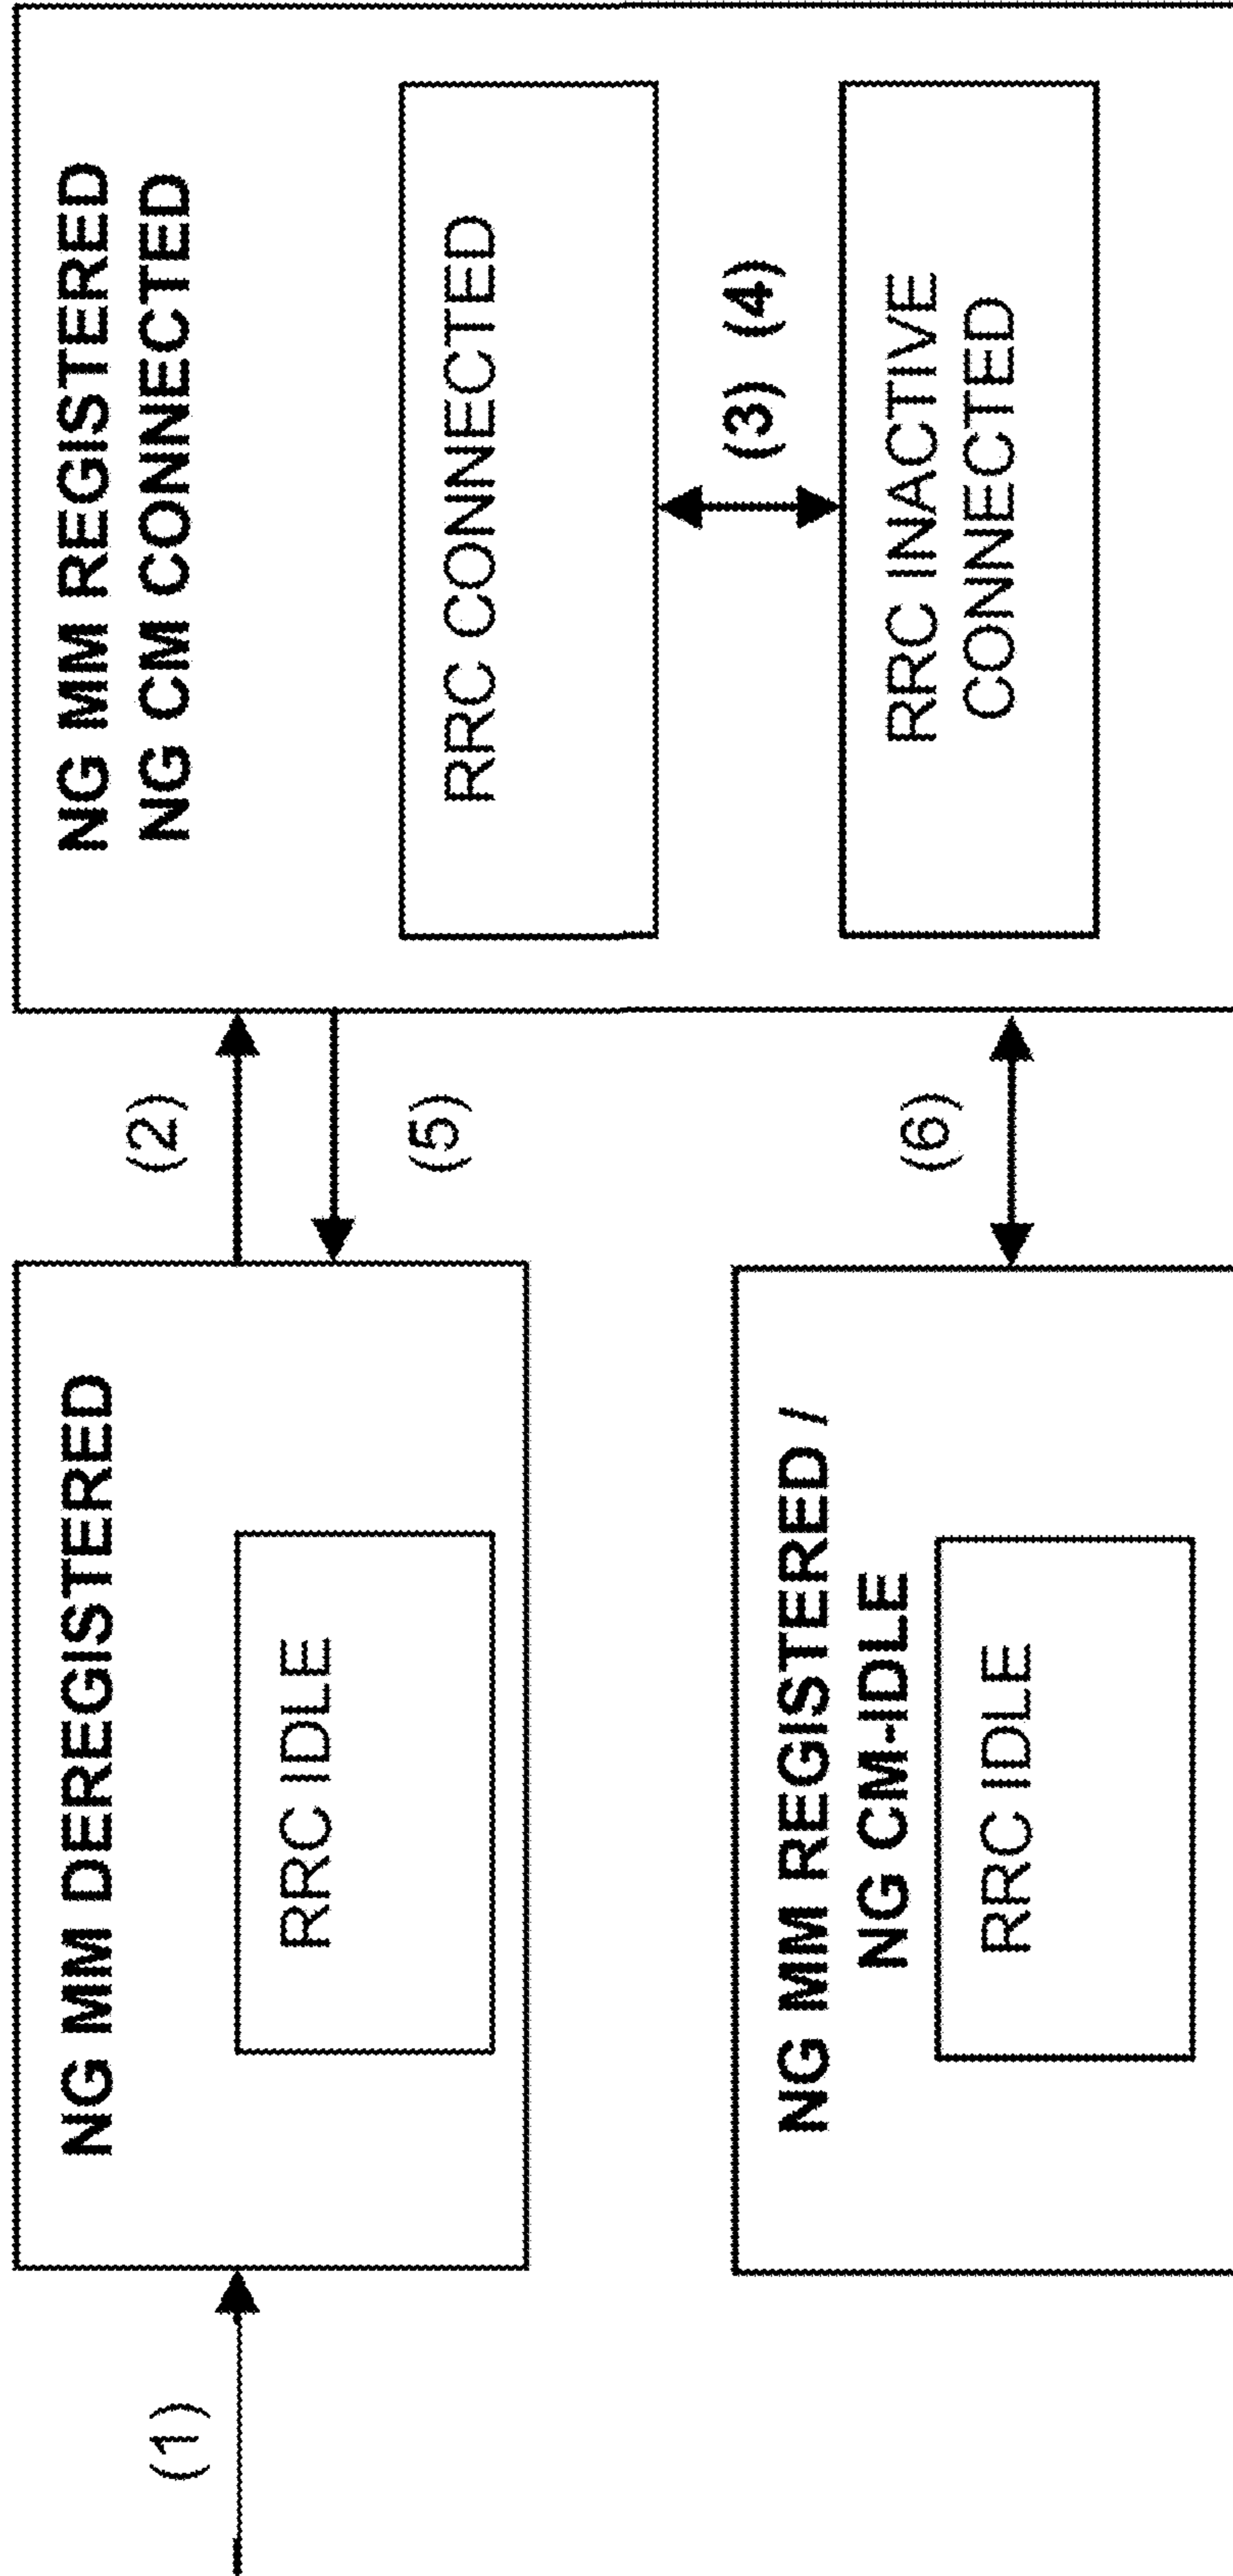 (1)
NG MM DEREGISTERED
RRC IDLE
(2)
(5)
NG MM REGISTERED
NG CM CONNECTED
RRC CONNECTED
(3) (4)
RRC INACTIVE
CONNECTED
(6)
NG MM REGISTERED /
NG CM-IDLE
RRC IDLE